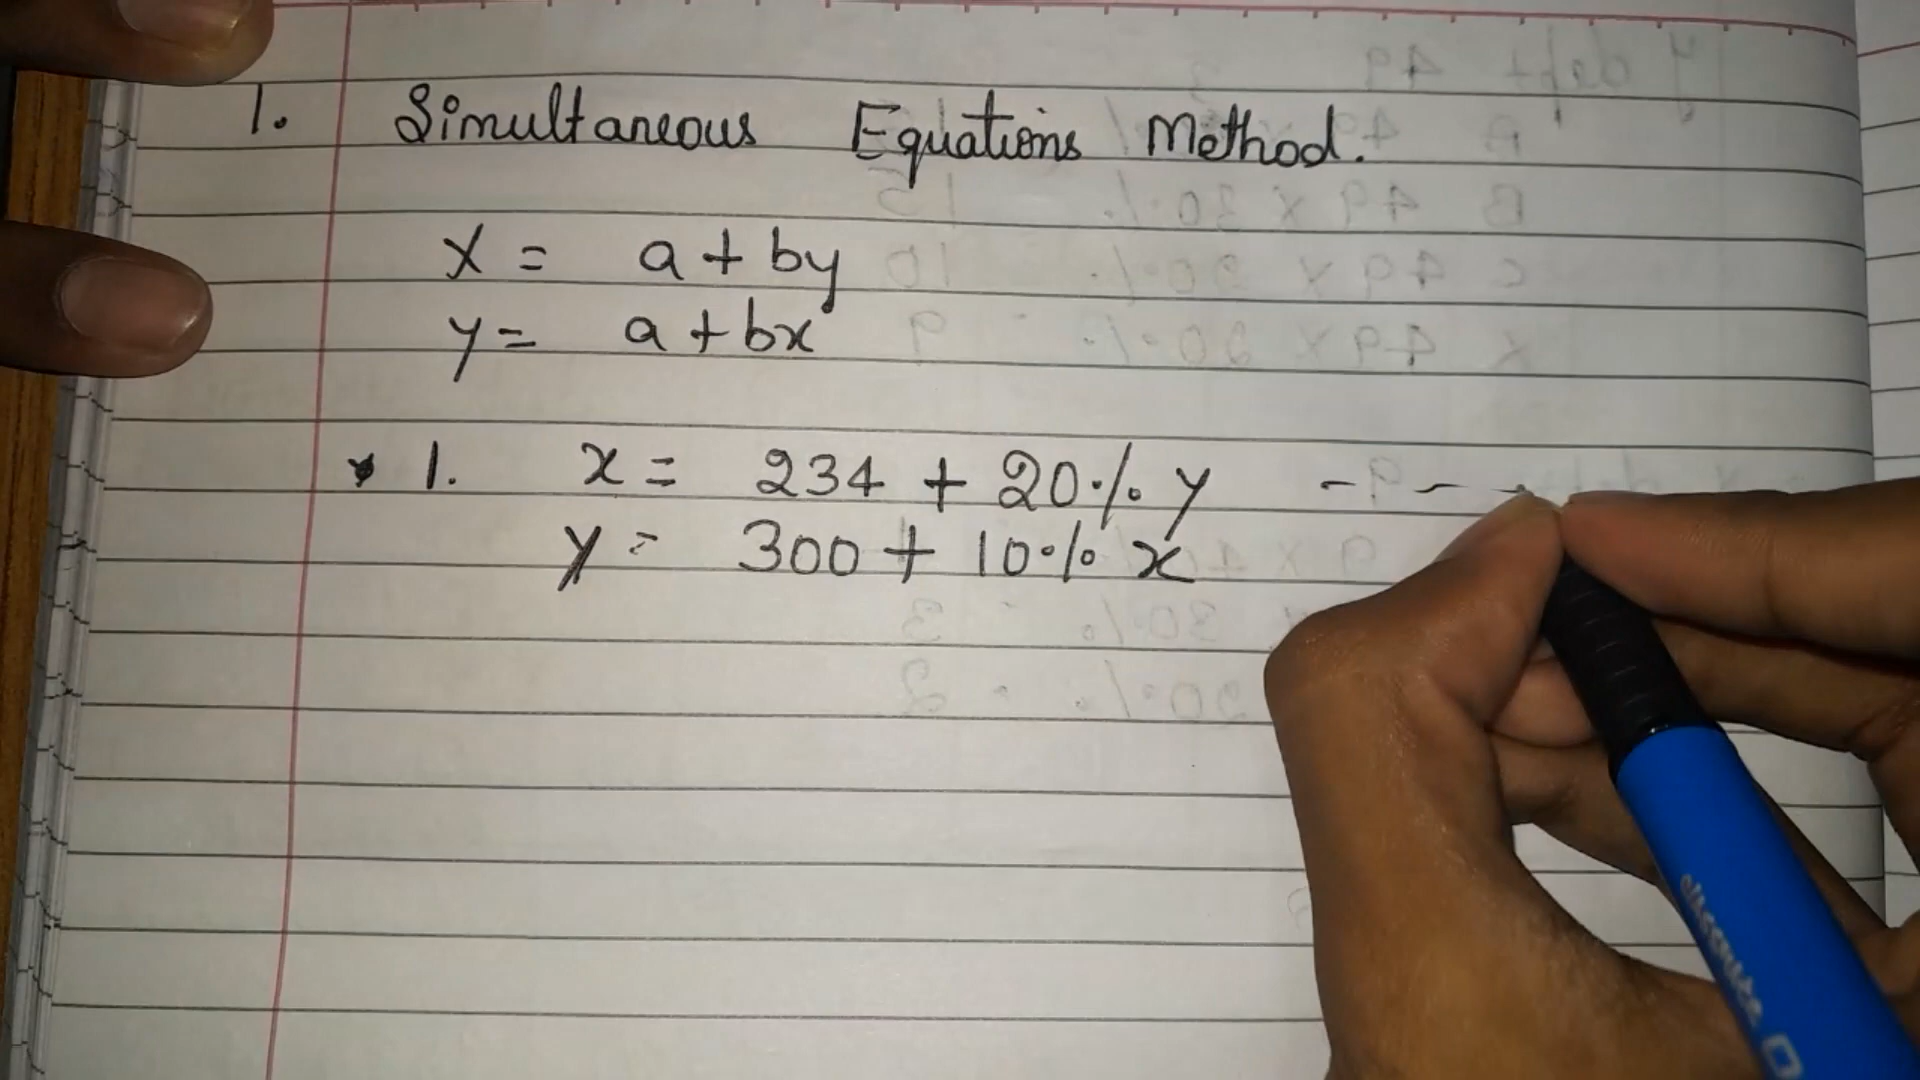 1. Simultaneous Equations Method.
x = a + by
y = a + bx
* 1. x = 234 + 20% y - - -
y = 300 + 10% x